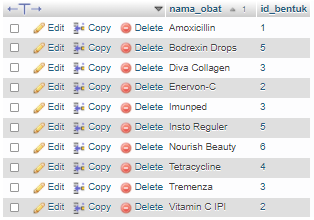 nama_obat 1 id_bentuk
Edit Copy Delete Amoxicillin 1
Edit Copy Delete Bodrexin Drops 5
Edit Copy Delete Diva Collagen 3
Edit Copy Delete Enervon-C 2
Edit Copy Delete Imunped 3
Edit Copy Delete Insto Reguler 5
Edit Copy Delete Nourish Beauty 6
Edit Copy Delete Tetracycline 4
Edit Copy Delete Tremenza 3
Edit Copy Delete Vitamin C IPI 2